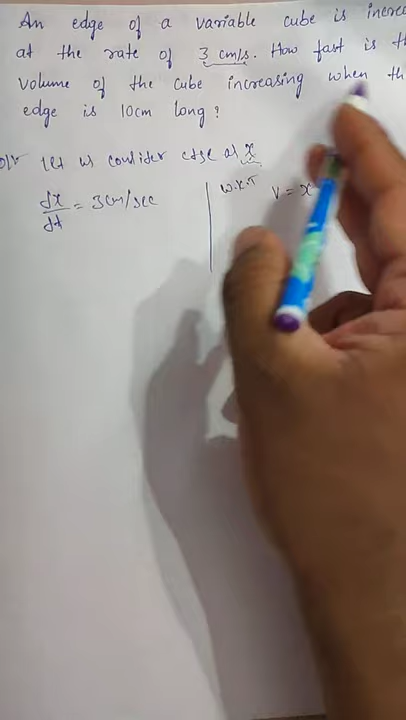 An edge of a variable cube is increa
at the rate of 3 cm/s. How fast is th
volume of the cube increasing when th
edge is 10cm long?
Let us consider edge as x
dx/dt = 3cm/sec
W.K.T
V = x